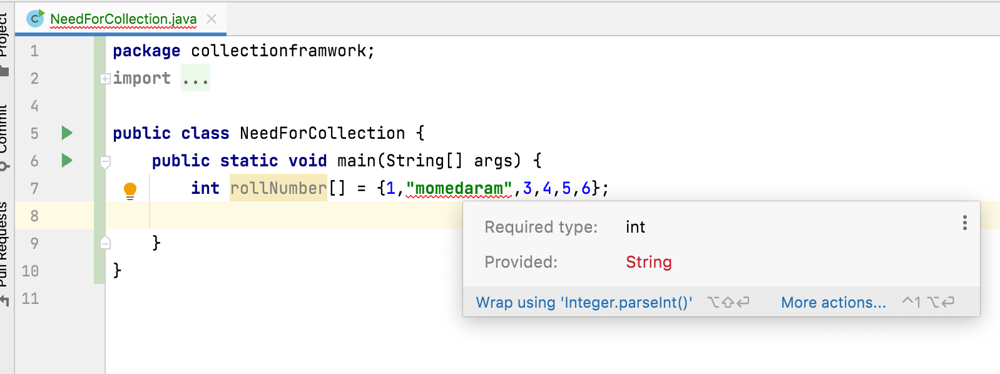 NeedForCollection.java
Project
Commit
Pull Requests
1 package collectionframwork;
2 import ...
4
5 public class NeedForCollection {
6 public static void main(String[] args) {
7 int rollNumber[] = {1,"momedaram",3,4,5,6};
8
9 }
10 }
11
Required type: int
Provided: String
Wrap using 'Integer.parseInt()' ⌥⇧⏎ More actions... ^1 ⌥⏎